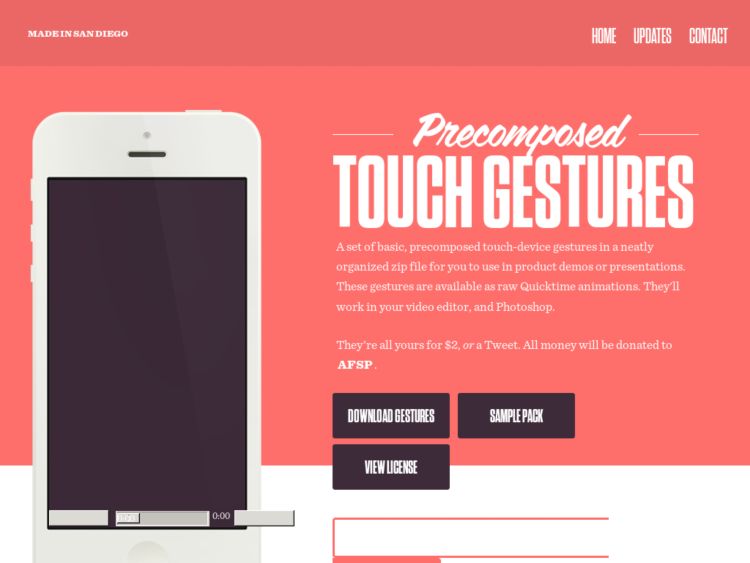 MADE IN SAN DIEGO
HOME UPDATES CONTACT
Precomposed
TOUCH GESTURES
A set of basic, precomposed touch-device gestures in a neatly
organized zip file for you to use in product demos or presentations.
These gestures are available as raw Quicktime animations. They'll
work in your video editor, and Photoshop.
They're all yours for $2, or a Tweet. All money will be donated to
AFSP .
DOWNLOAD GESTURES SAMPLE PACK
VIEW LICENSE
0:00